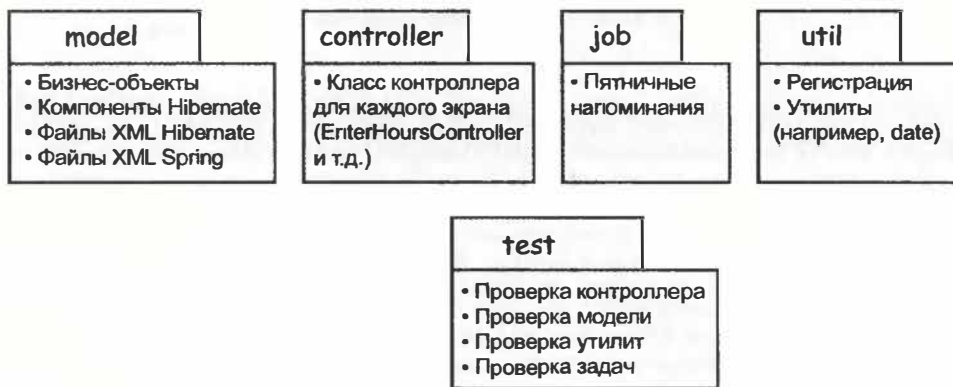 model
• Бизнес-объекты
• Компоненты Hibernate
• Файлы XML Hibernate
• Файлы XML Spring
controller
• Класс контроллера
для каждого экрана
(EnterHoursController
и т.д.)
job
• Пятничные
напоминания
util
• Регистрация
• Утилиты
(например, date)
test
• Проверка контроллера
• Проверка модели
• Проверка утилит
• Проверка задач